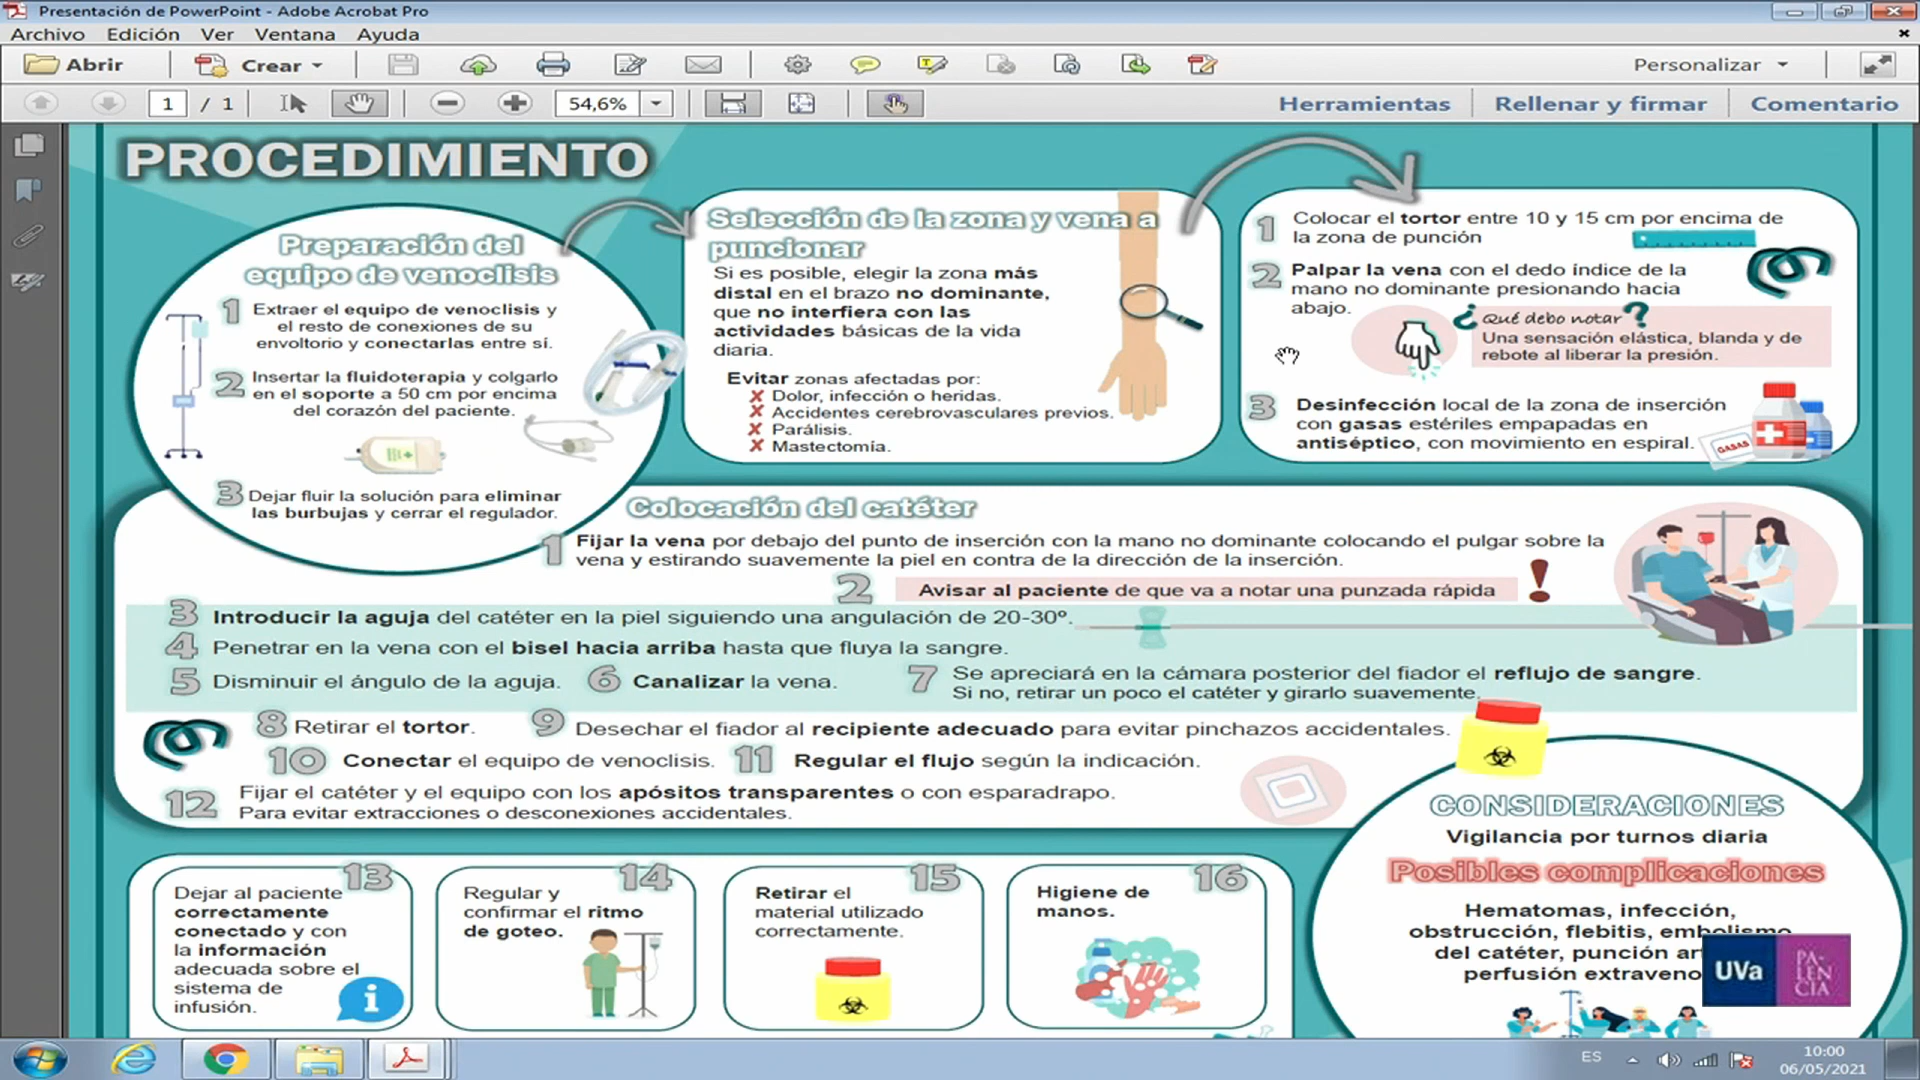 Presentación de PowerPoint - Adobe Acrobat Pro
Archivo Edición Ver Ventana Ayuda
Abrir Crear Personalizar
1 / 1 54,6% Herramientas Rellenar y firmar Comentario
PROCEDIMIENTO
Preparación del
equipo de venoclisis
1 Extraer el equipo de venoclisis y
el resto de conexiones de su
envoltorio y conectarlas entre sí.
2 Insertar la fluidoterapia y colgarlo
en el soporte a 50 cm por encima
del corazón del paciente.
3 Dejar fluir la solución para eliminar
las burbujas y cerrar el regulador.
Selección de la zona y vena a
puncionar
Si es posible, elegir la zona más
distal en el brazo no dominante,
que no interfiera con las
actividades básicas de la vida
diaria.
Evitar zonas afectadas por:
Dolor, infección o heridas.
Accidentes cerebrovasculares previos.
Parálisis.
Mastectomía.
1 Colocar el tortor entre 10 y 15 cm por encima de
la zona de punción
2 Palpar la vena con el dedo índice de la
mano no dominante presionando hacia
abajo.
¿Qué debo notar?
Una sensación elástica, blanda y de
rebote al liberar la presión.
3 Desinfección local de la zona de inserción
con gasas estériles empapadas en
antiséptico, con movimiento en espiral.
GASAS
Colocación del catéter
1 Fijar la vena por debajo del punto de inserción con la mano no dominante colocando el pulgar sobre la
vena y estirando suavemente la piel en contra de la dirección de la inserción.
2 Avisar al paciente de que va a notar una punzada rápida !
3 Introducir la aguja del catéter en la piel siguiendo una angulación de 20-30º.
4 Penetrar en la vena con el bisel hacia arriba hasta que fluya la sangre.
5 Disminuir el ángulo de la aguja. 6 Canalizar la vena. 7 Se apreciará en la cámara posterior del fiador el reflujo de sangre.
Si no, retirar un poco el catéter y girarlo suavemente.
8 Retirar el tortor. 9 Desechar el fiador al recipiente adecuado para evitar pinchazos accidentales.
10 Conectar el equipo de venoclisis. 11 Regular el flujo según la indicación.
12 Fijar el catéter y el equipo con los apósitos transparentes o con esparadrapo.
Para evitar extracciones o desconexiones accidentales.
13
Dejar al paciente
correctamente
conectado y con
la información
adecuada sobre el
sistema de
infusión.
i
14
Regular y
confirmar el ritmo
de goteo.
15
Retirar el
material utilizado
correctamente.
16
Higiene de
manos.
CONSIDERACIONES
Vigilancia por turnos diaria
Posibles complicaciones
Hematomas, infección,
obstrucción, flebitis, embolismo
del catéter, punción
perfusión
UVa
PA-
LEN
CIA
ES
10:00
06/05/2021